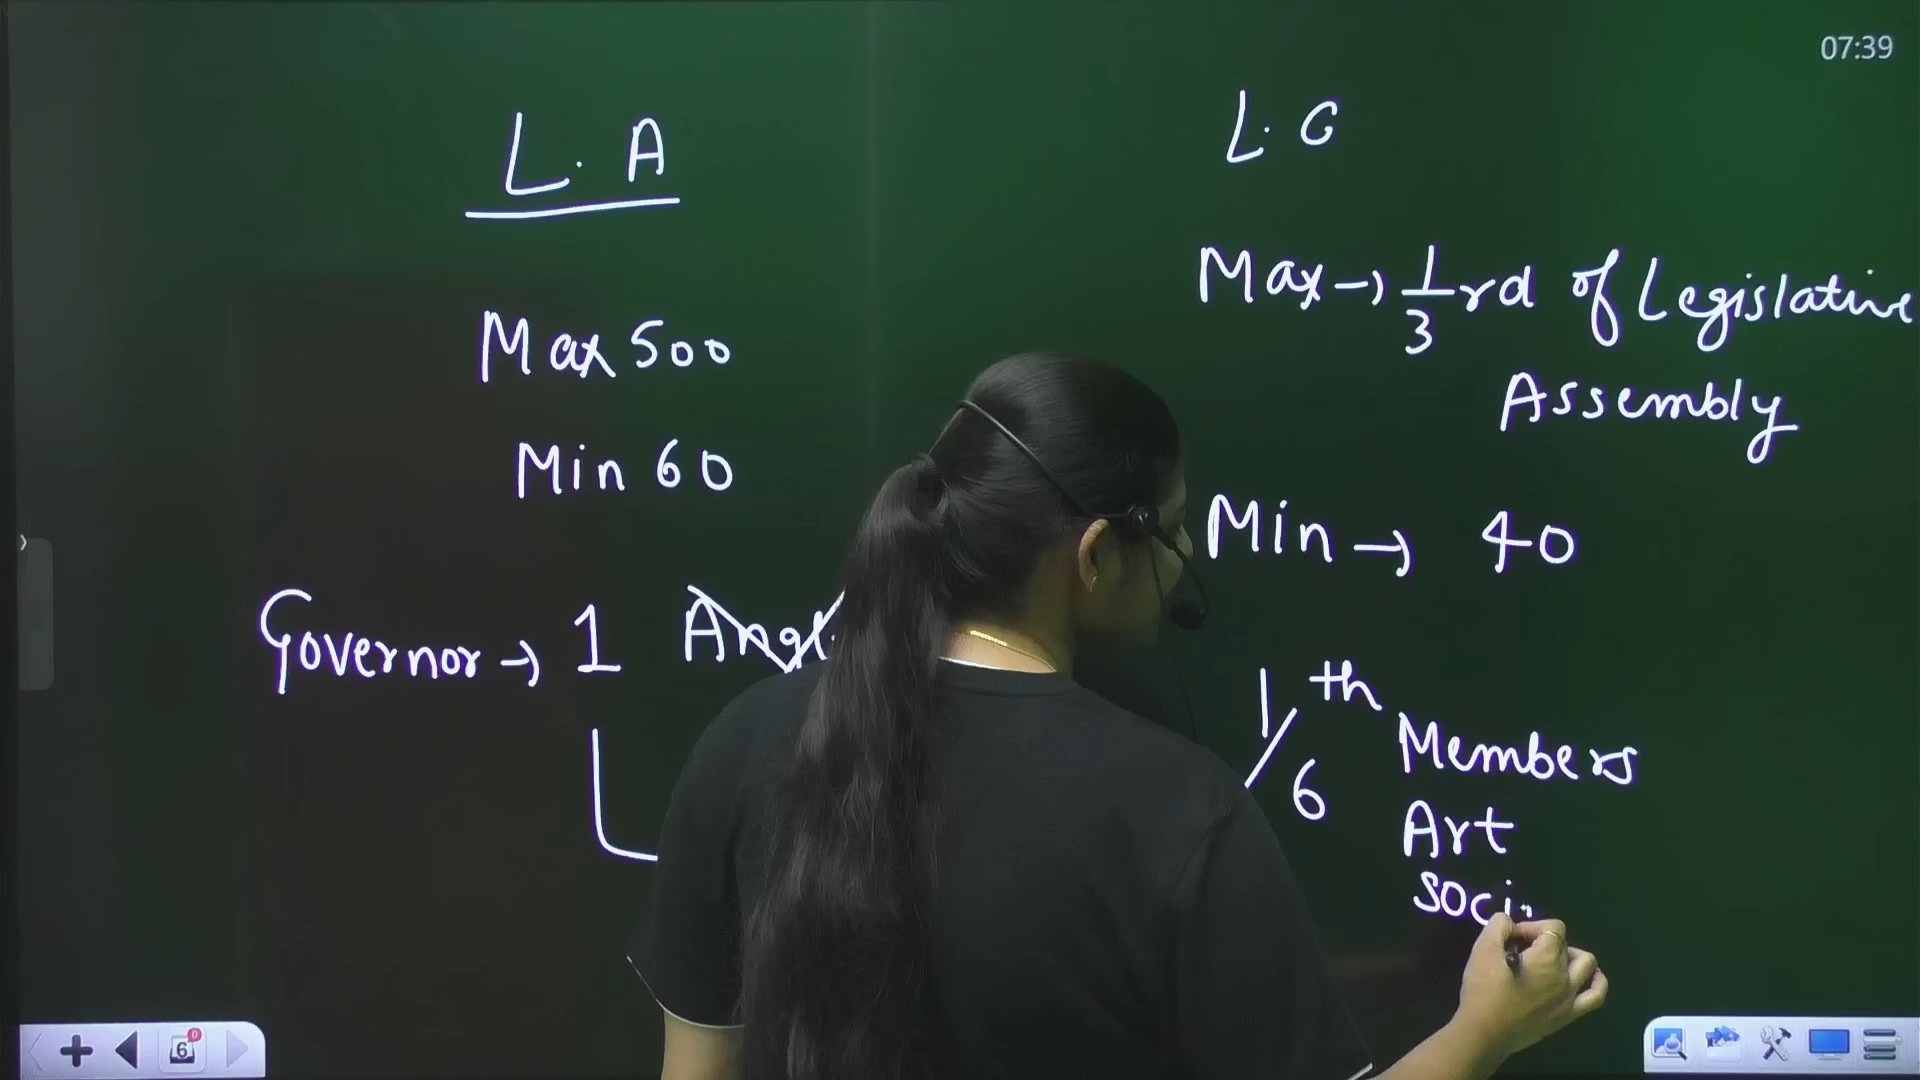 07:39
L. A
Max 500
Min 60
Governor → 1
L. C
Max → 1/3 rd of Legislative
Assembly
Min → 40
1/6 th Members
Art
6
0